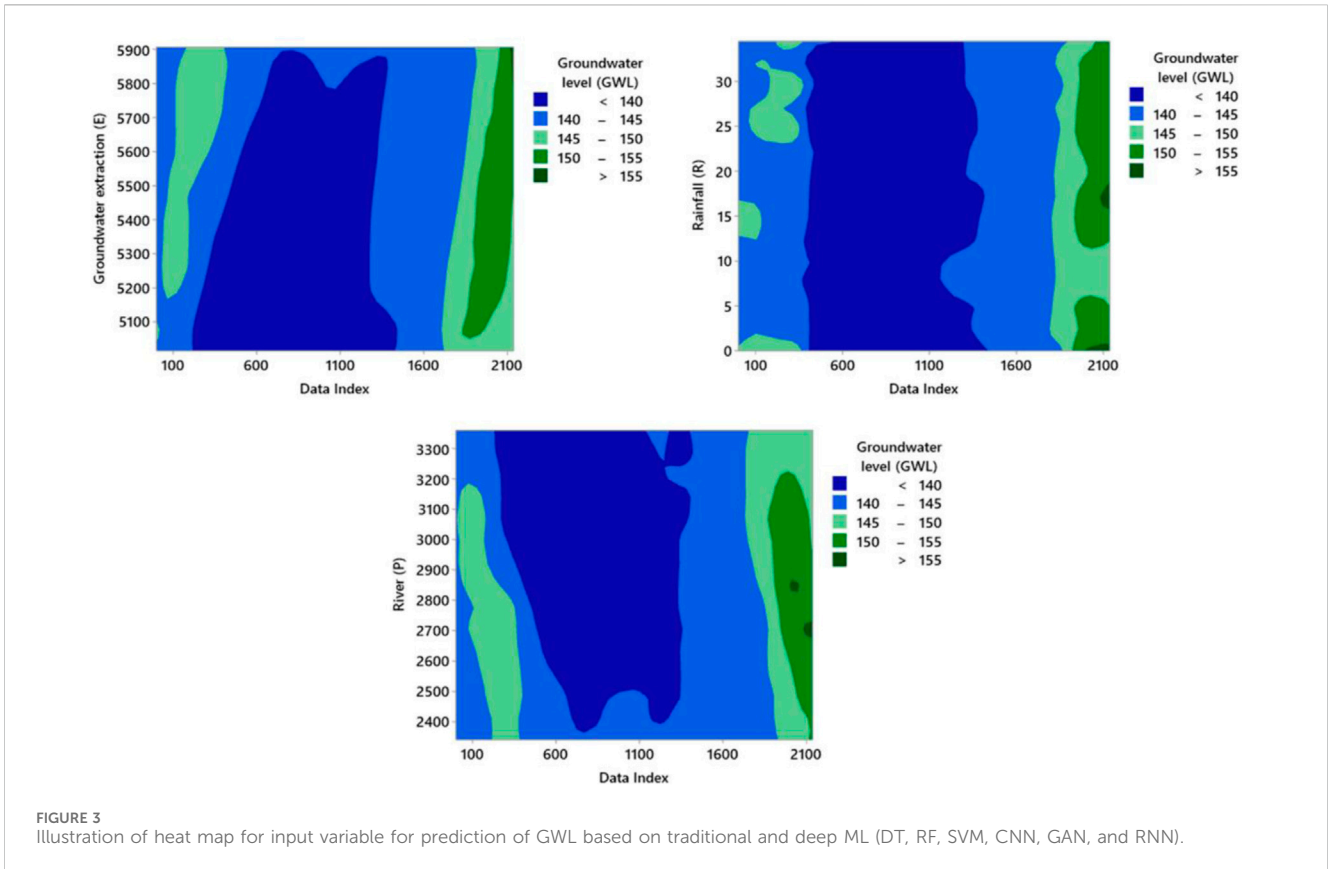 Groundwater extraction (E)
5900
5800
5700
5600
5500
5400
5300
5200
5100
100 600 1100 1600 2100
Data Index
Groundwater
level (GWL)
< 140
140 – 145
145 – 150
150 – 155
> 155
Rainfall (R)
30
25
20
15
10
5
0
100 600 1100 1600 2100
Data Index
Groundwater
level (GWL)
< 140
140 – 145
145 – 150
150 – 155
> 155
River (P)
3300
3200
3100
3000
2900
2800
2700
2600
2500
2400
100 600 1100 1600 2100
Data Index
Groundwater
level (GWL)
< 140
140 – 145
145 – 150
150 – 155
> 155
FIGURE 3
Illustration of heat map for input variable for prediction of GWL based on traditional and deep ML (DT, RF, SVM, CNN, GAN, and RNN).